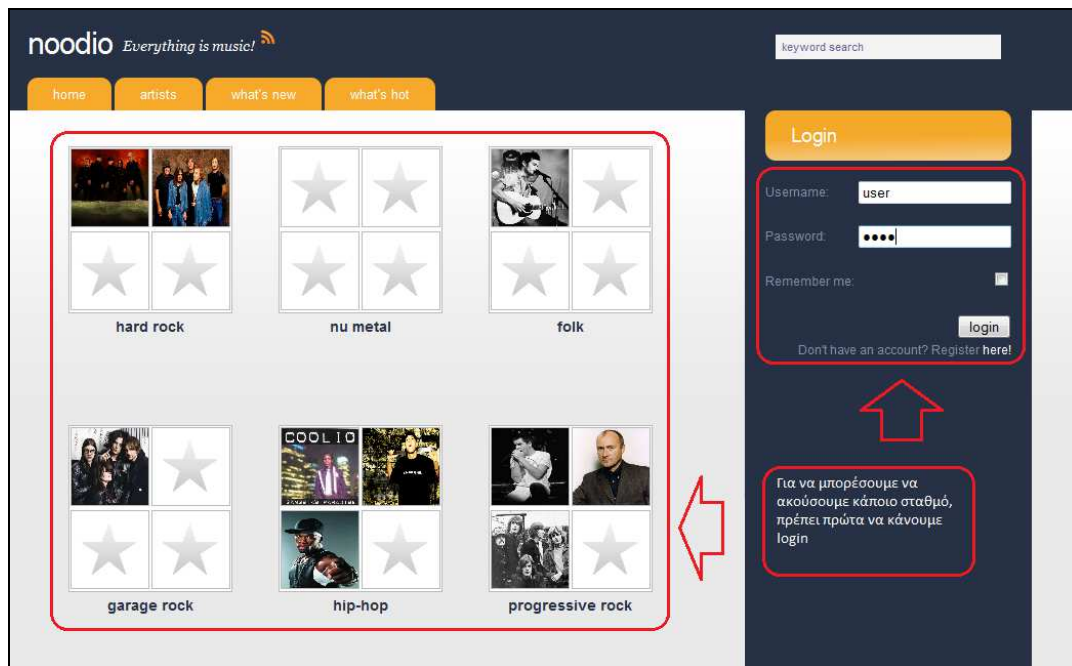 noodio Everything is music!
keyword search
home artists what's new what's hot
Login
Username: user
Password: ●●●●
Remember me:
login
Don't have an account? Register here!
hard rock nu metal folk
COOLIO
garage rock hip-hop progressive rock
Για να μπορέσουμε να
ακούσουμε κάποιο σταθμό,
πρέπει πρώτα να κάνουμε
login